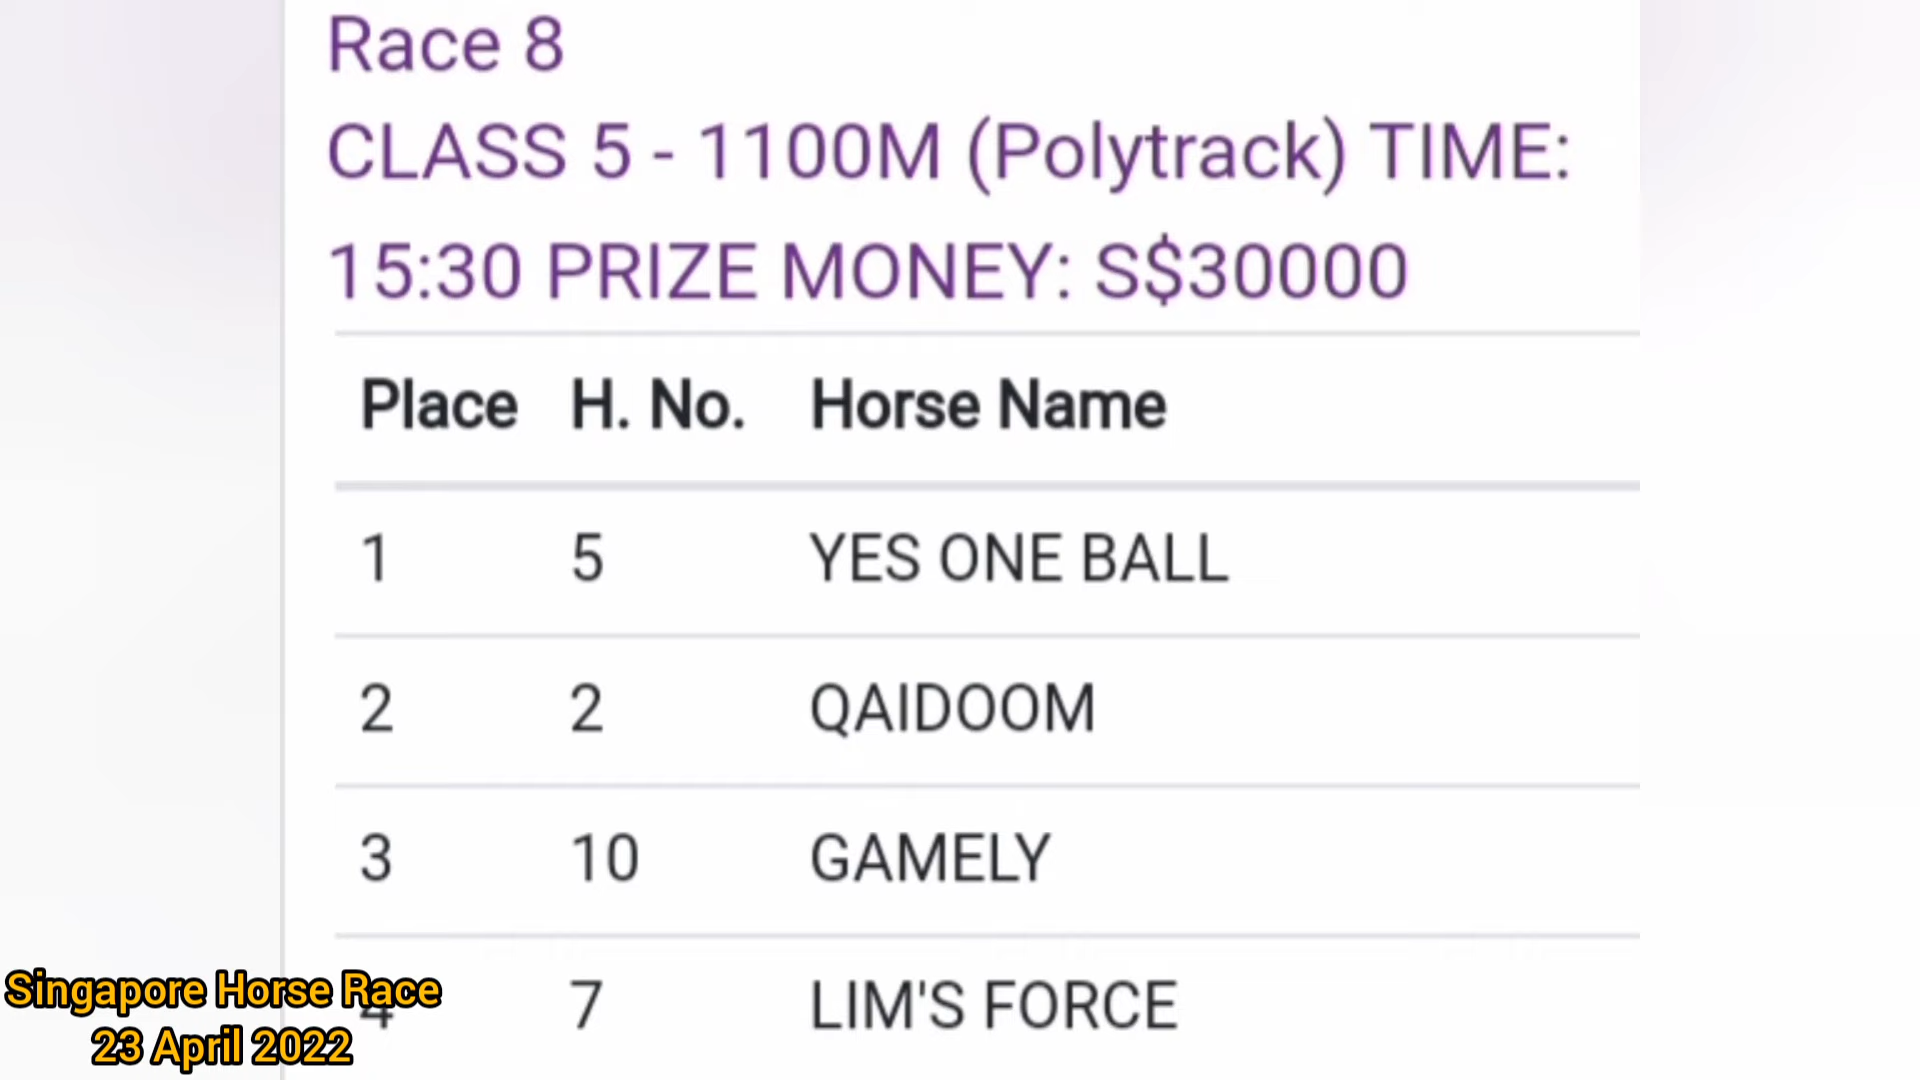 Race 8
CLASS 5 - 1100M (Polytrack) TIME:
15:30 PRIZE MONEY: S$30000
Place H. No. Horse Name
1 5 YES ONE BALL
2 2 QAIDOOM
3 10 GAMELY
4 7 LIM'S FORCE
Singapore Horse Race
23 April 2022